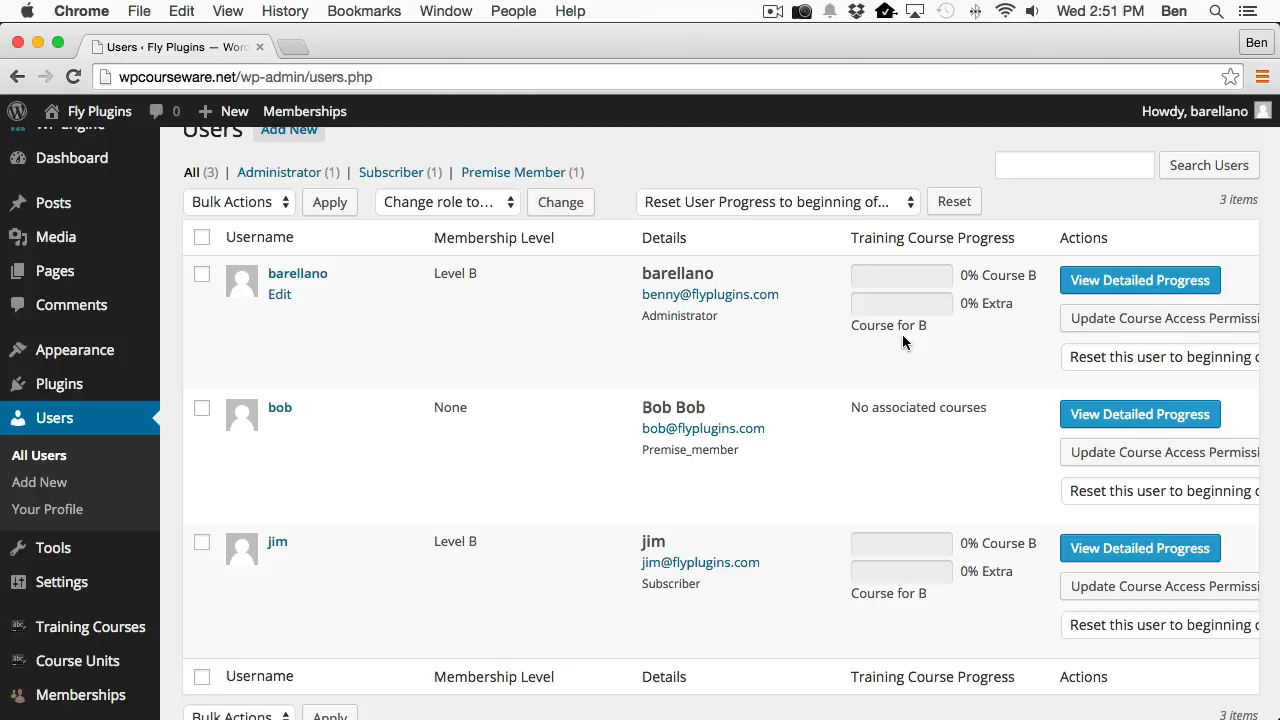 Chrome File Edit View History Bookmarks Window People Help Wed 2:51 PM Ben
Users ‹ Fly Plugins — Worc Ben
wpcourseware.net/wp-admin/users.php
Fly Plugins 0 New Memberships Howdy, barellano
WP Engine
Dashboard
Posts
Media
Pages
Comments
Appearance
Plugins
Users
All Users
Add New
Your Profile
Tools
Settings
Training Courses
Course Units
Memberships
Users Add New
All (3) | Administrator (1) | Subscriber (1) | Premise Member (1)
Search Users
Bulk Actions Apply Change role to... Change Reset User Progress to beginning of... Reset 3 items
Username Membership Level Details Training Course Progress Actions
barellano Level B barellano 0% Course B View Detailed Progress
Edit benny@flyplugins.com 0% Extra
Administrator Course for B Update Course Access Permissi
Reset this user to beginning o
bob None Bob Bob No associated courses View Detailed Progress
bob@flyplugins.com
Premise_member Update Course Access Permissi
Reset this user to beginning o
jim Level B jim 0% Course B View Detailed Progress
jim@flyplugins.com 0% Extra
Subscriber Course for B Update Course Access Permissi
Reset this user to beginning o
Username Membership Level Details Training Course Progress Actions
Bulk Actions Apply 3 items